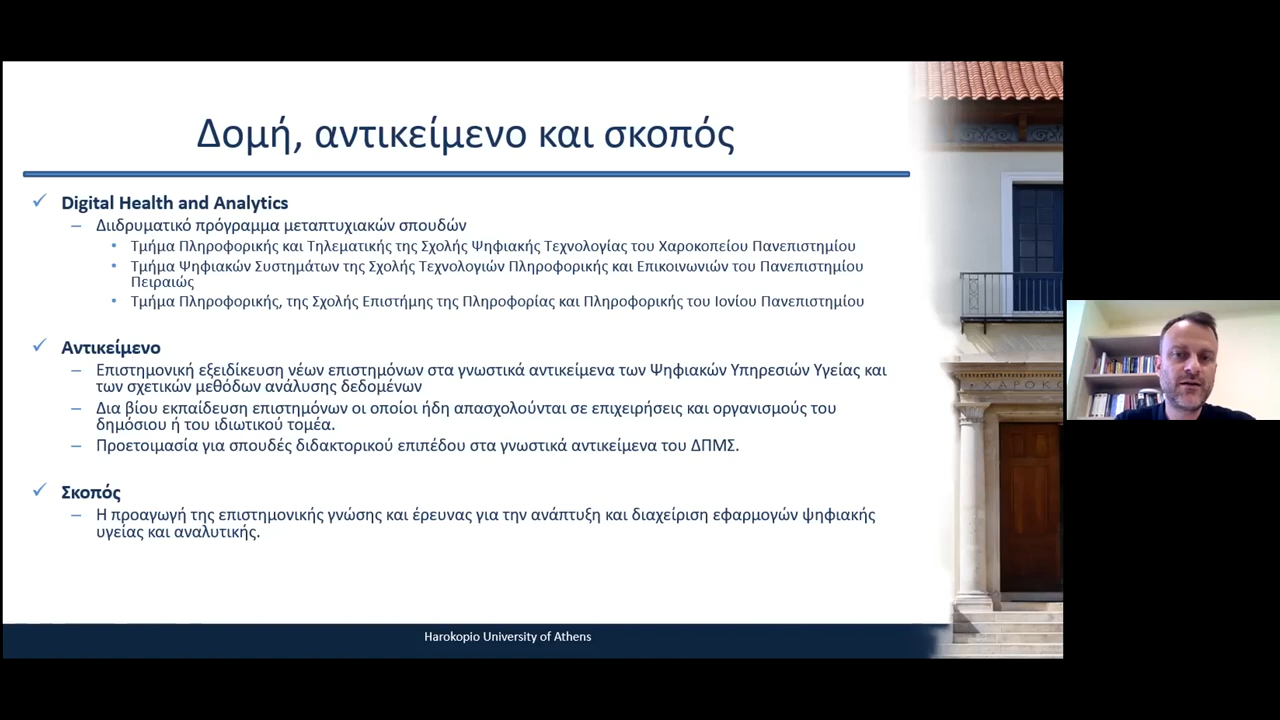 Δομή, αντικείμενο και σκοπός
✓ Digital Health and Analytics
– Διιδρυματικό πρόγραμμα μεταπτυχιακών σπουδών
• Τμήμα Πληροφορικής και Τηλεματικής της Σχολής Ψηφιακής Τεχνολογίας του Χαροκοπείου Πανεπιστημίου
• Τμήμα Ψηφιακών Συστημάτων της Σχολής Τεχνολογιών Πληροφορικής και Επικοινωνιών του Πανεπιστημίου
Πειραιώς
• Τμήμα Πληροφορικής, της Σχολής Επιστήμης της Πληροφορίας και Πληροφορικής του Ιονίου Πανεπιστημίου
✓ Αντικείμενο
– Επιστημονική εξειδίκευση νέων επιστημόνων στα γνωστικά αντικείμενα των Ψηφιακών Υπηρεσιών Υγείας και
των σχετικών μεθόδων ανάλυσης δεδομένων
– Δια βίου εκπαίδευση επιστημόνων οι οποίοι ήδη απασχολούνται σε επιχειρήσεις και οργανισμούς του
δημόσιου ή του ιδιωτικού τομέα.
– Προετοιμασία για σπουδές διδακτορικού επιπέδου στα γνωστικά αντικείμενα του ΔΠΜΣ.
✓ Σκοπός
– Η προαγωγή της επιστημονικής γνώσης και έρευνας για την ανάπτυξη και διαχείριση εφαρμογών ψηφιακής
υγείας και αναλυτικής.
Harokopio University of Athens
ΧΑΡΟΚΟ